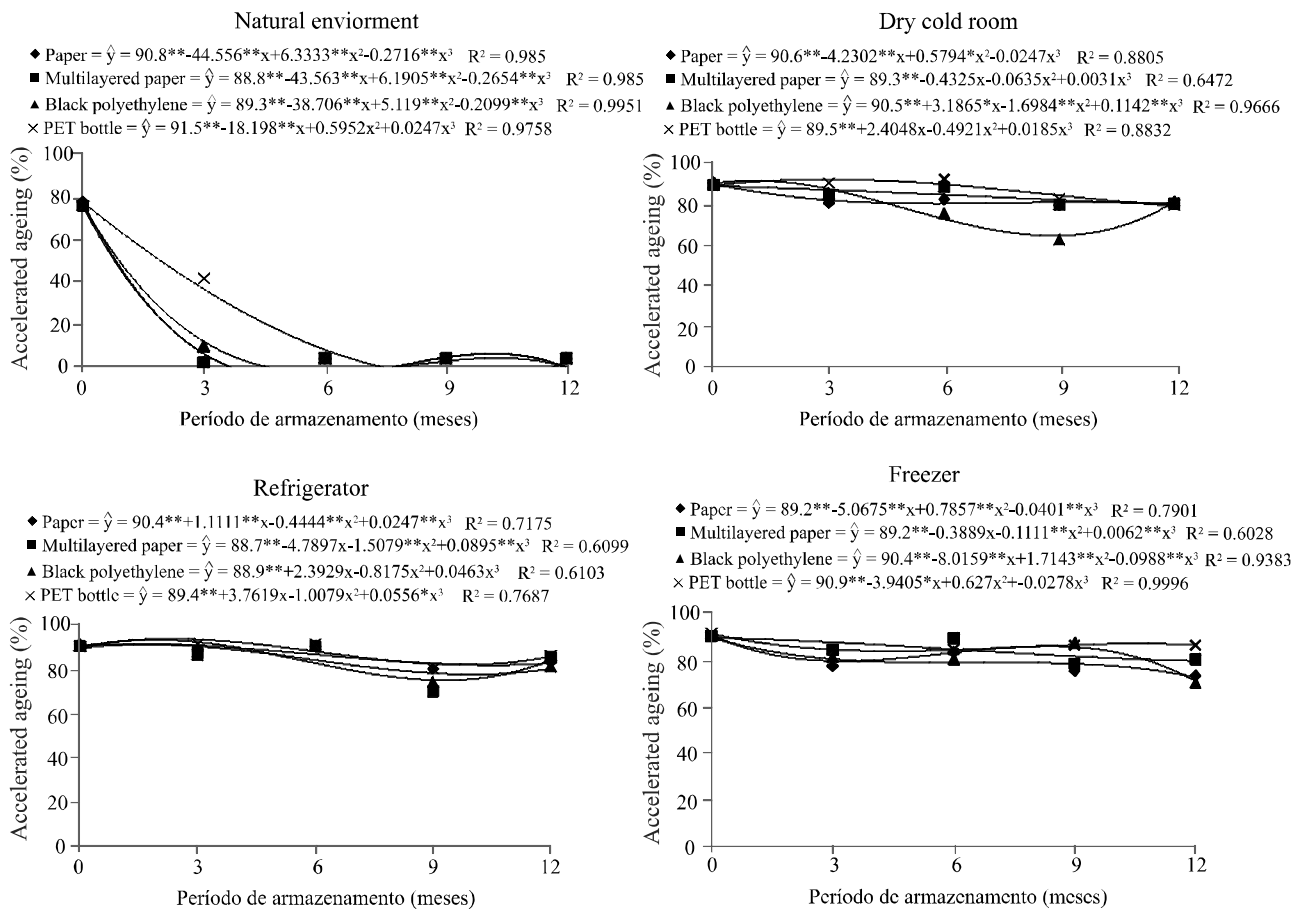 Natural enviorment
◆ Paper = ŷ = 90.8**-44.556**x+6.3333**x²-0.2716**x³ R² = 0.985
■ Multilayered paper = ŷ = 88.8**-43.563**x+6.1905**x²-0.2654**x³ R² = 0.985
▲ Black polyethylene = ŷ = 89.3**-38.706**x+5.119**x²-0.2099**x³ R² = 0.9951
× PET bottle = ŷ = 91.5**-18.198**x+0.5952x²+0.0247x³ R² = 0.9758
Accelerated ageing (%)
100
80
60
40
20
0
0 3 6 9 12
Período de armazenamento (meses)
Dry cold room
◆ Paper = ŷ = 90.6**-4.2302**x+0.5794*x²-0.0247x³ R² = 0.8805
■ Multilayered paper = ŷ = 89.3**-0.4325x-0.0635x²+0.0031x³ R² = 0.6472
▲ Black polyethylene = ŷ = 90.5**+3.1865*x-1.6984**x²+0.1142**x³ R² = 0.9666
× PET bottle = ŷ = 89.5**+2.4048x-0.4921x²+0.0185x³ R² = 0.8832
Accelerated ageing (%)
100
80
60
40
20
0
0 3 6 9 12
Período de armazenamento (meses)
Refrigerator
◆ Paper = ŷ = 90.4**+1.1111**x-0.4444**x²+0.0247**x³ R² = 0.7175
■ Multilayered paper = ŷ = 88.7**-4.7897x-1.5079**x²+0.0895**x³ R² = 0.6099
▲ Black polyethylene = ŷ = 88.9**+2.3929x-0.8175x²+0.0463x³ R² = 0.6103
× PET bottle = ŷ = 89.4**+3.7619x-1.0079x²+0.0556*x³ R² = 0.7687
Accelerated ageing (%)
100
80
60
40
20
0
0 3 6 9 12
Período de armazenamento (meses)
Freezer
◆ Paper = ŷ = 89.2**-5.0675**x+0.7857*x²-0.0401**x³ R² = 0.7901
■ Multilayered paper = ŷ = 89.2**-0.3889x-0.1111**x²+0.0062**x³ R² = 0.6028
▲ Black polyethylene = ŷ = 90.4**-8.0159**x+1.7143**x²-0.0988**x³ R² = 0.9383
× PET bottle = ŷ = 90.9**-3.9405*x+0.627x²+-0.0278x³ R² = 0.9996
Accelerated ageing (%)
100
80
60
40
20
0
0 3 6 9 12
Período de armazenamento (meses)